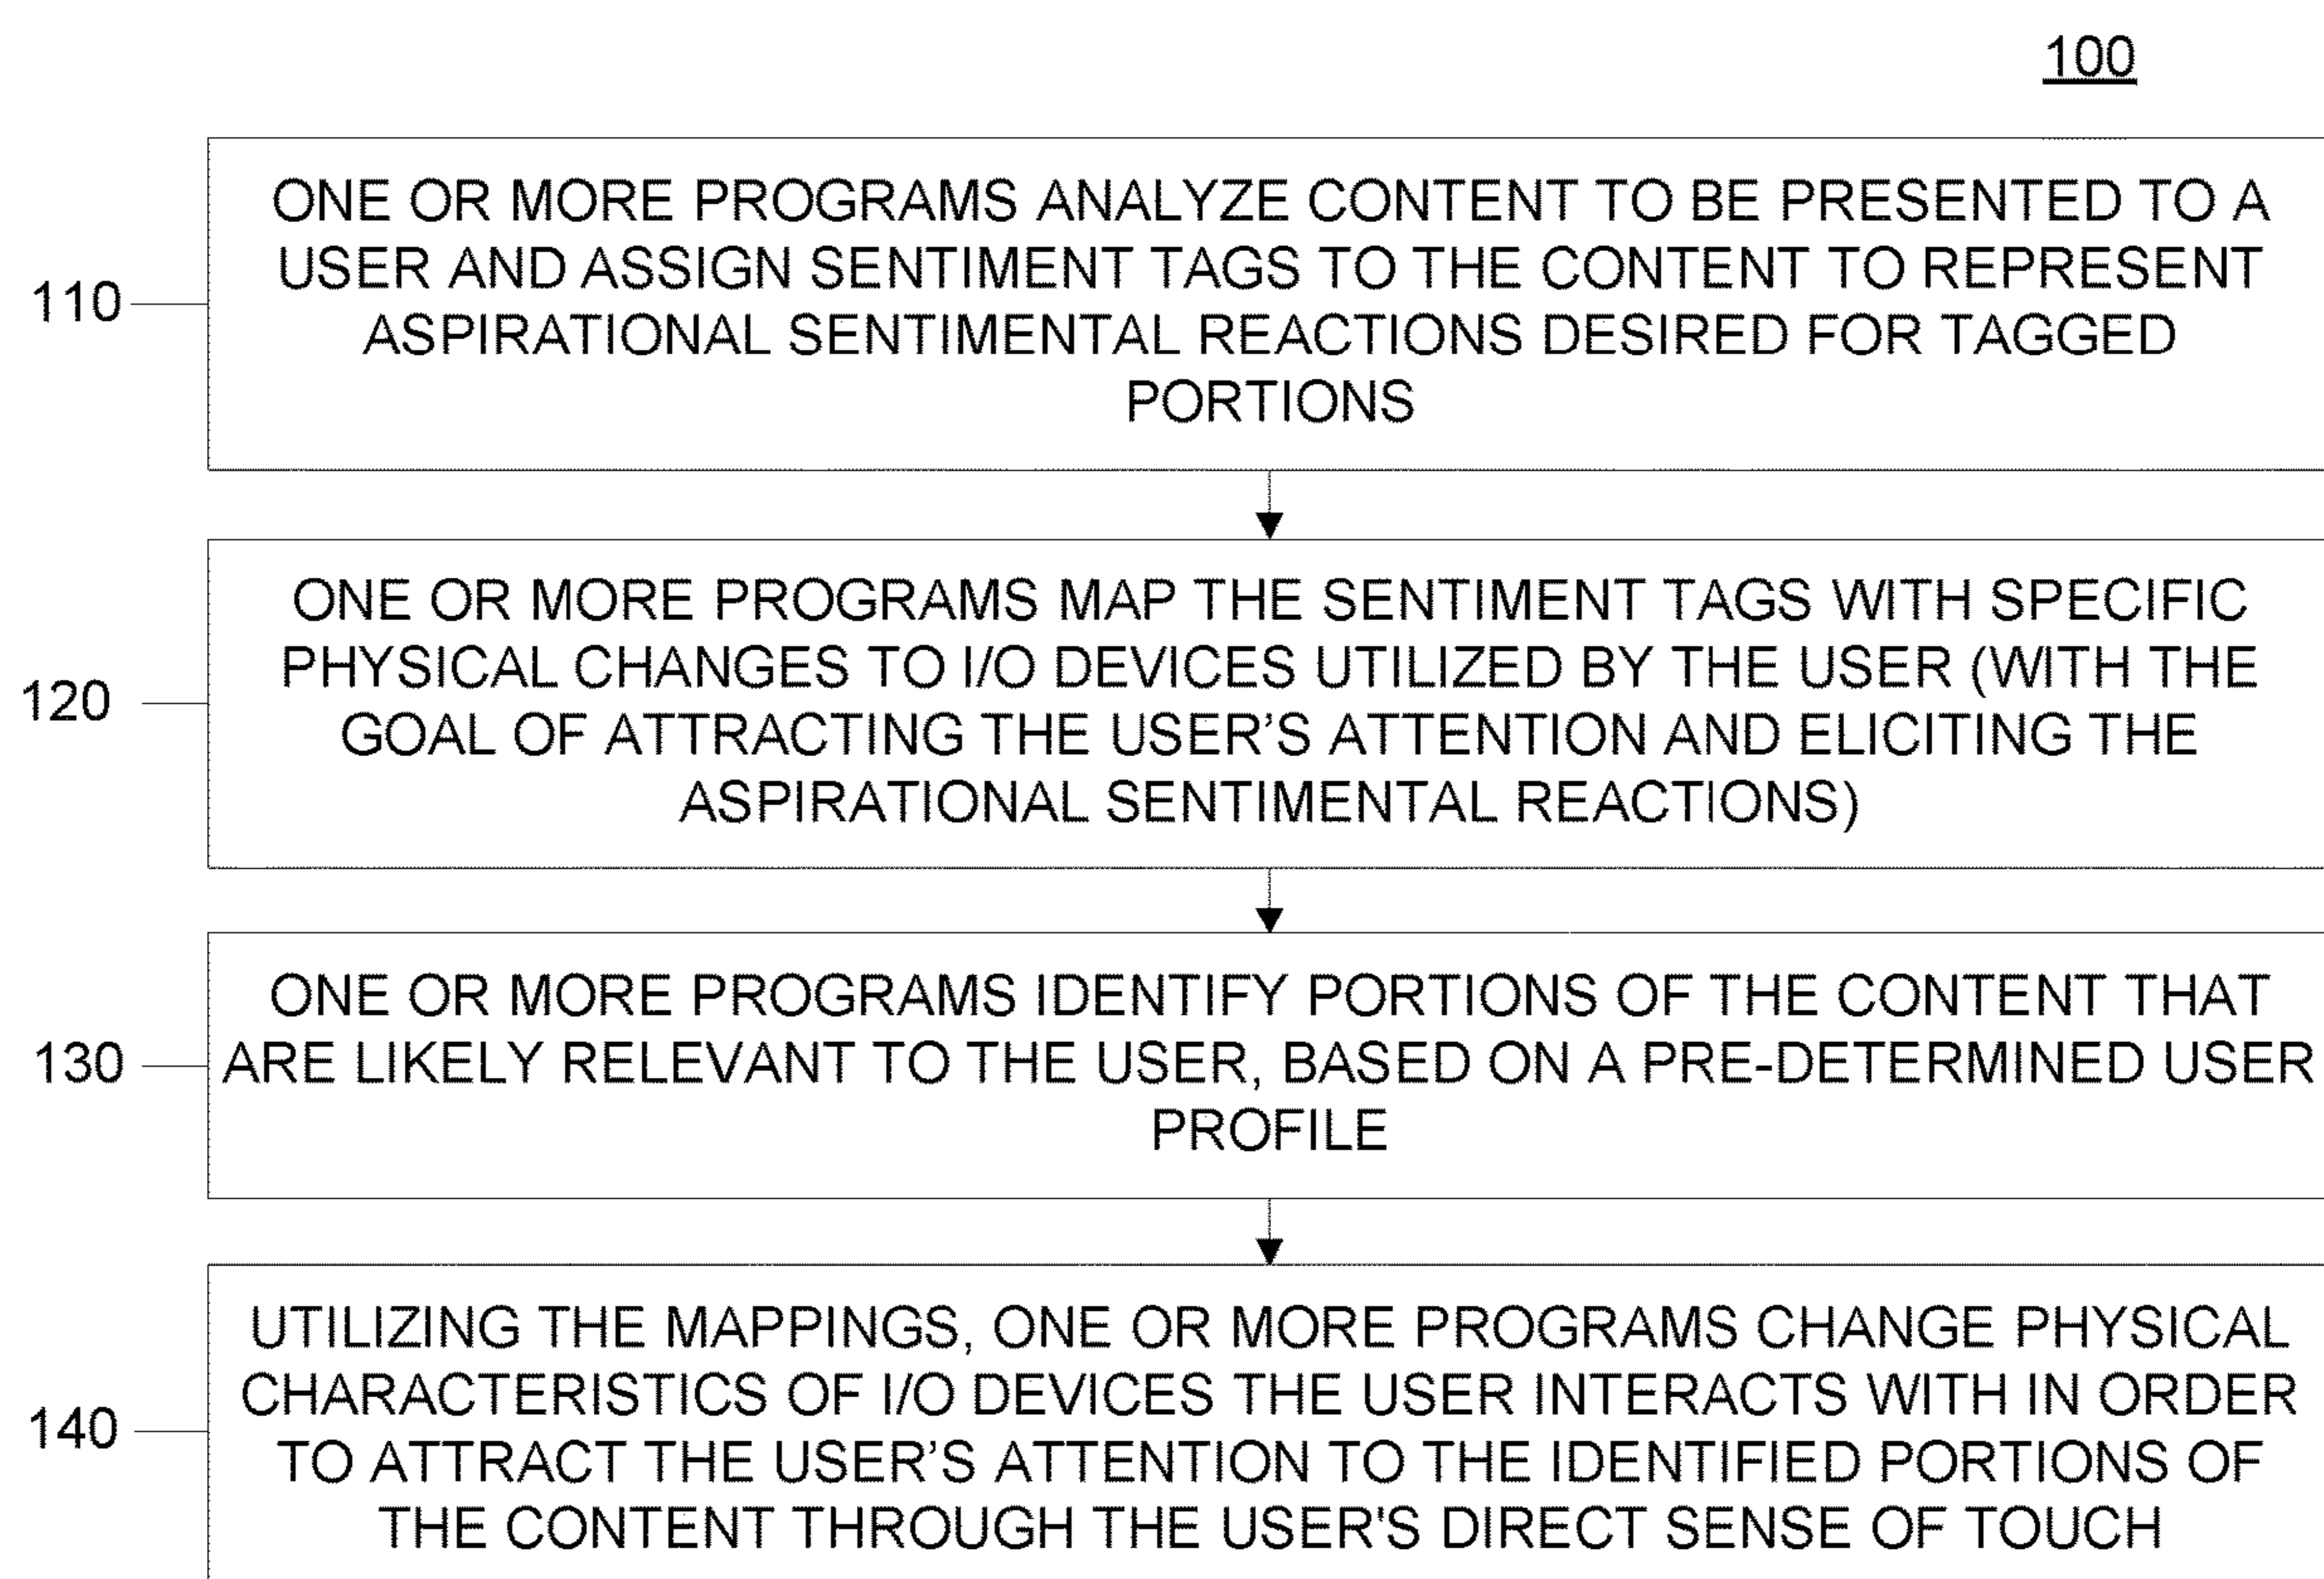 100
ONE OR MORE PROGRAMS ANALYZE CONTENT TO BE PRESENTED TO A
USER AND ASSIGN SENTIMENT TAGS TO THE CONTENT TO REPRESENT
110
ASPIRATIONAL SENTIMENTAL REACTIONS DESIRED FOR TAGGED
PORTIONS
ONE OR MORE PROGRAMS MAP THE SENTIMENT TAGS WITH SPECIFIC
PHYSICAL CHANGES TO I/O DEVICES UTILIZED BY THE USER (WITH THE
120
GOAL OF ATTRACTING THE USER’S ATTENTION AND ELICITING THE
ASPIRATIONAL SENTIMENTAL REACTIONS)
ONE OR MORE PROGRAMS IDENTIFY PORTIONS OF THE CONTENT THAT
130
ARE LIKELY RELEVANT TO THE USER, BASED ON A PRE-DETERMINED USER
PROFILE
UTILIZING THE MAPPINGS, ONE OR MORE PROGRAMS CHANGE PHYSICAL
CHARACTERISTICS OF I/O DEVICES THE USER INTERACTS WITH IN ORDER
140
TO ATTRACT THE USER’S ATTENTION TO THE IDENTIFIED PORTIONS OF
THE CONTENT THROUGH THE USER'S DIRECT SENSE OF TOUCH